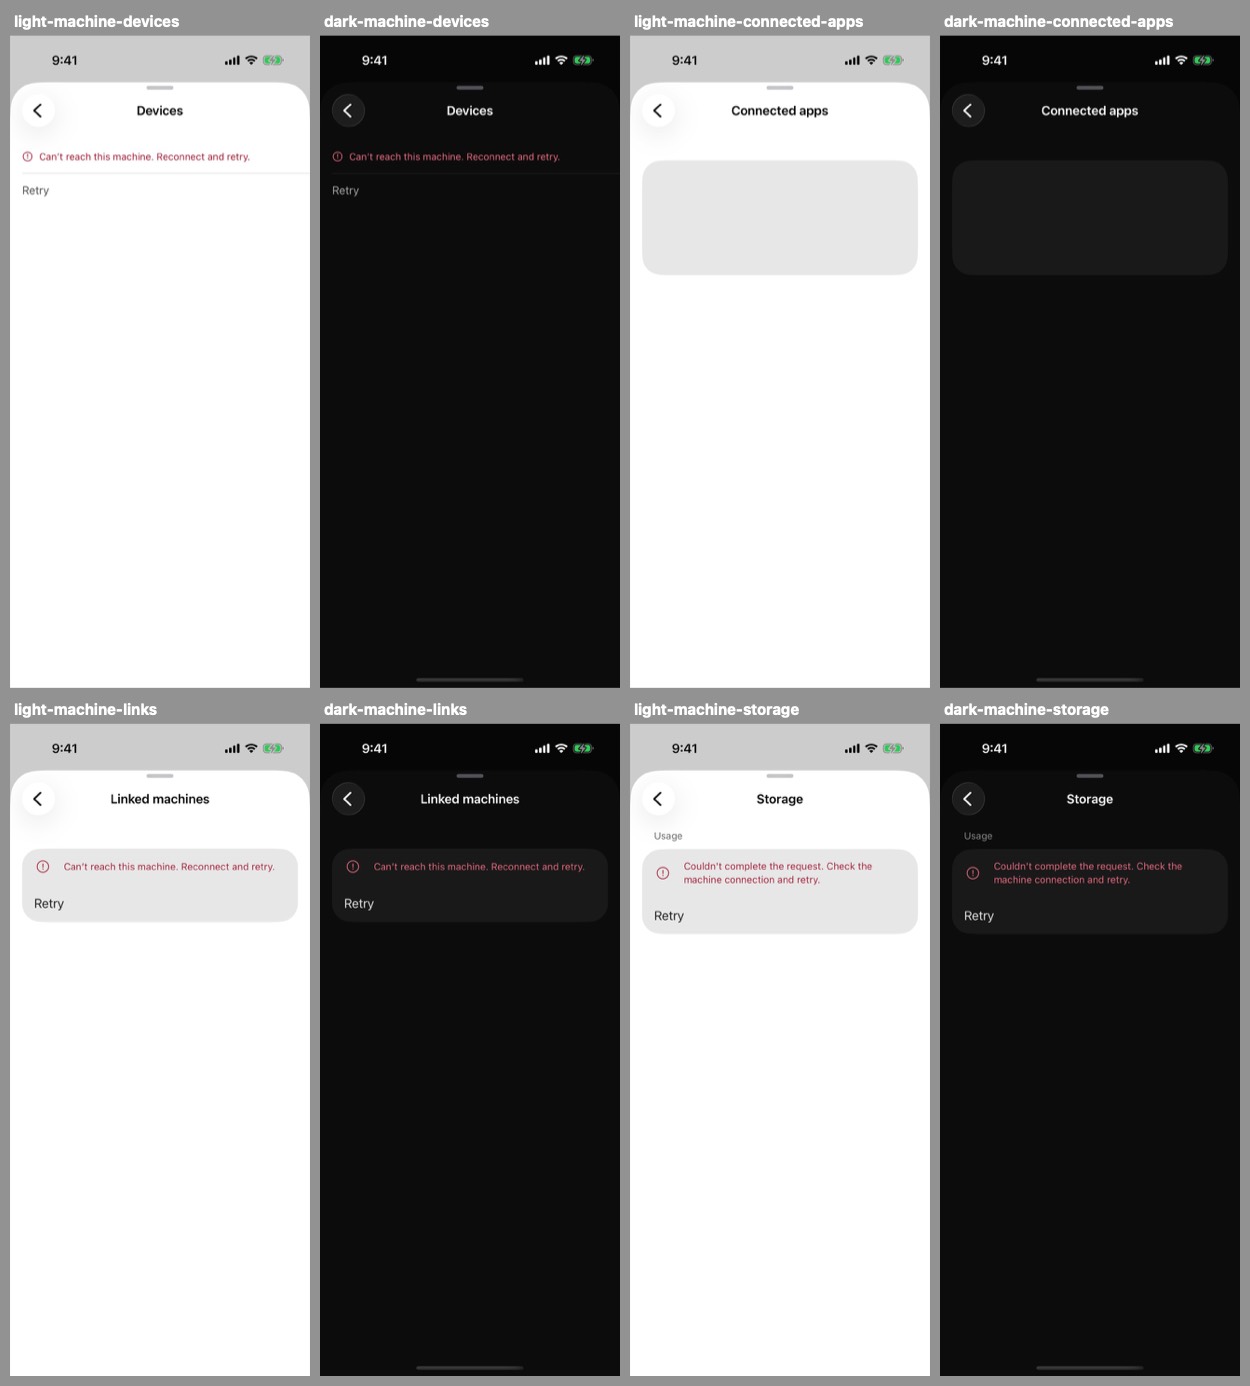 light-machine-devices
9:41
Devices
Can't reach this machine. Reconnect and retry.
Retry
dark-machine-devices
9:41
Devices
Can't reach this machine. Reconnect and retry.
Retry
light-machine-connected-apps
9:41
Connected apps
dark-machine-connected-apps
9:41
Connected apps
light-machine-links
9:41
Linked machines
Can't reach this machine. Reconnect and retry.
Retry
dark-machine-links
9:41
Linked machines
Can't reach this machine. Reconnect and retry.
Retry
light-machine-storage
9:41
Storage
Usage
Couldn't complete the request. Check the
machine connection and retry.
Retry
dark-machine-storage
9:41
Storage
Usage
Couldn't complete the request. Check the
machine connection and retry.
Retry